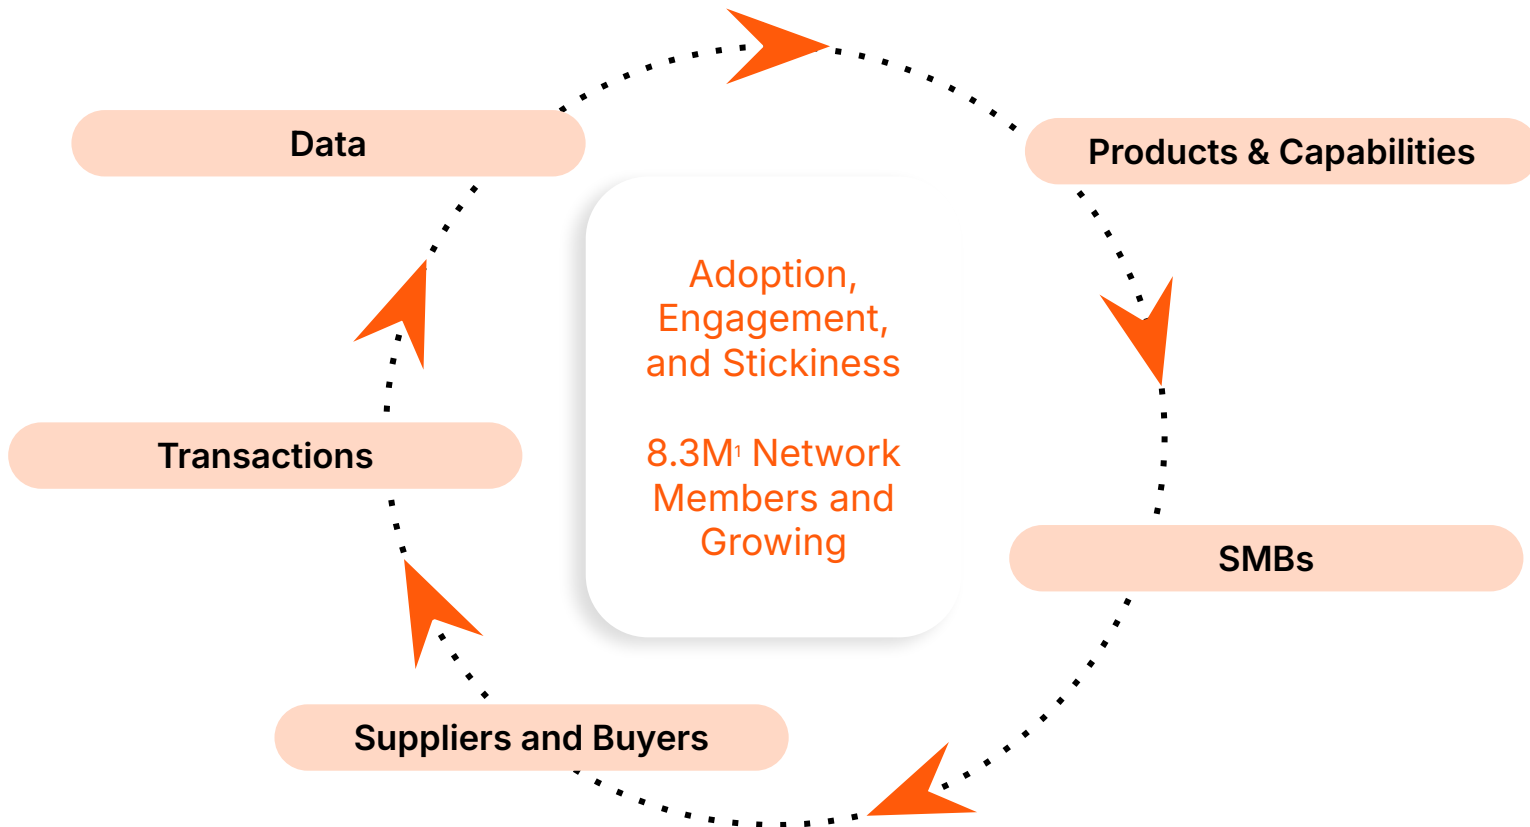 Data
Products & Capabilities
Adoption,
Engagement,
and Stickiness
8.3M¹ Network
Members and
Growing
Transactions
SMBs
Suppliers and Buyers